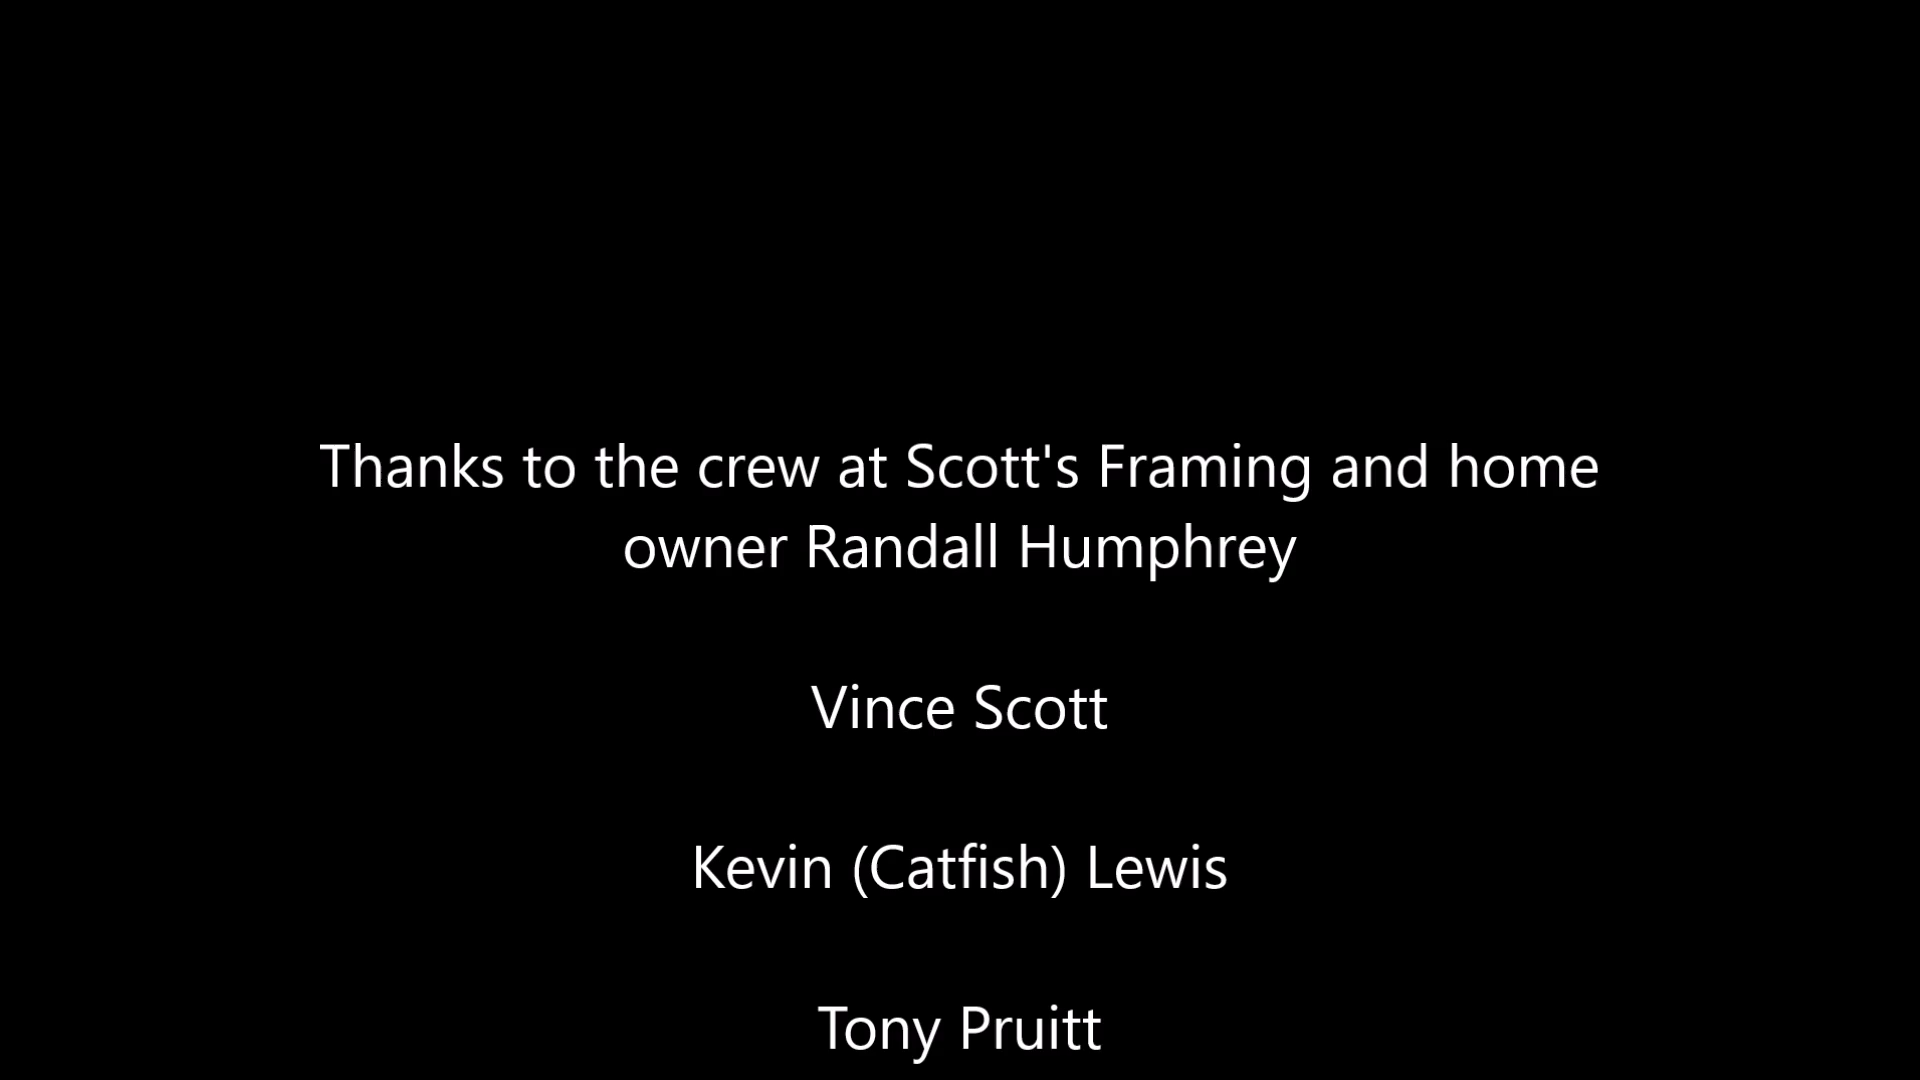 Thanks to the crew at Scott's Framing and home
owner Randall Humphrey
Vince Scott
Kevin (Catfish) Lewis
Tony Pruitt